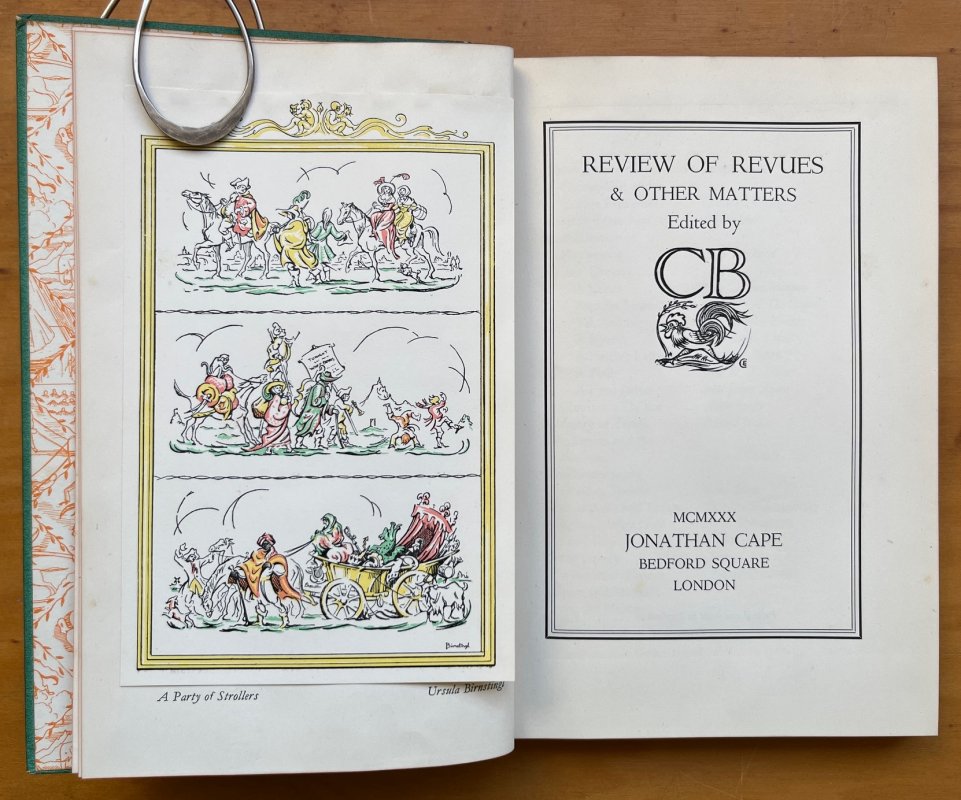 Birnstingl
A Party of Strollers
Ursula Birnstingl
REVIEW OF REVUES
& OTHER MATTERS
Edited by
CB
MCMXXX
JONATHAN CAPE
BEDFORD SQUARE
LONDON